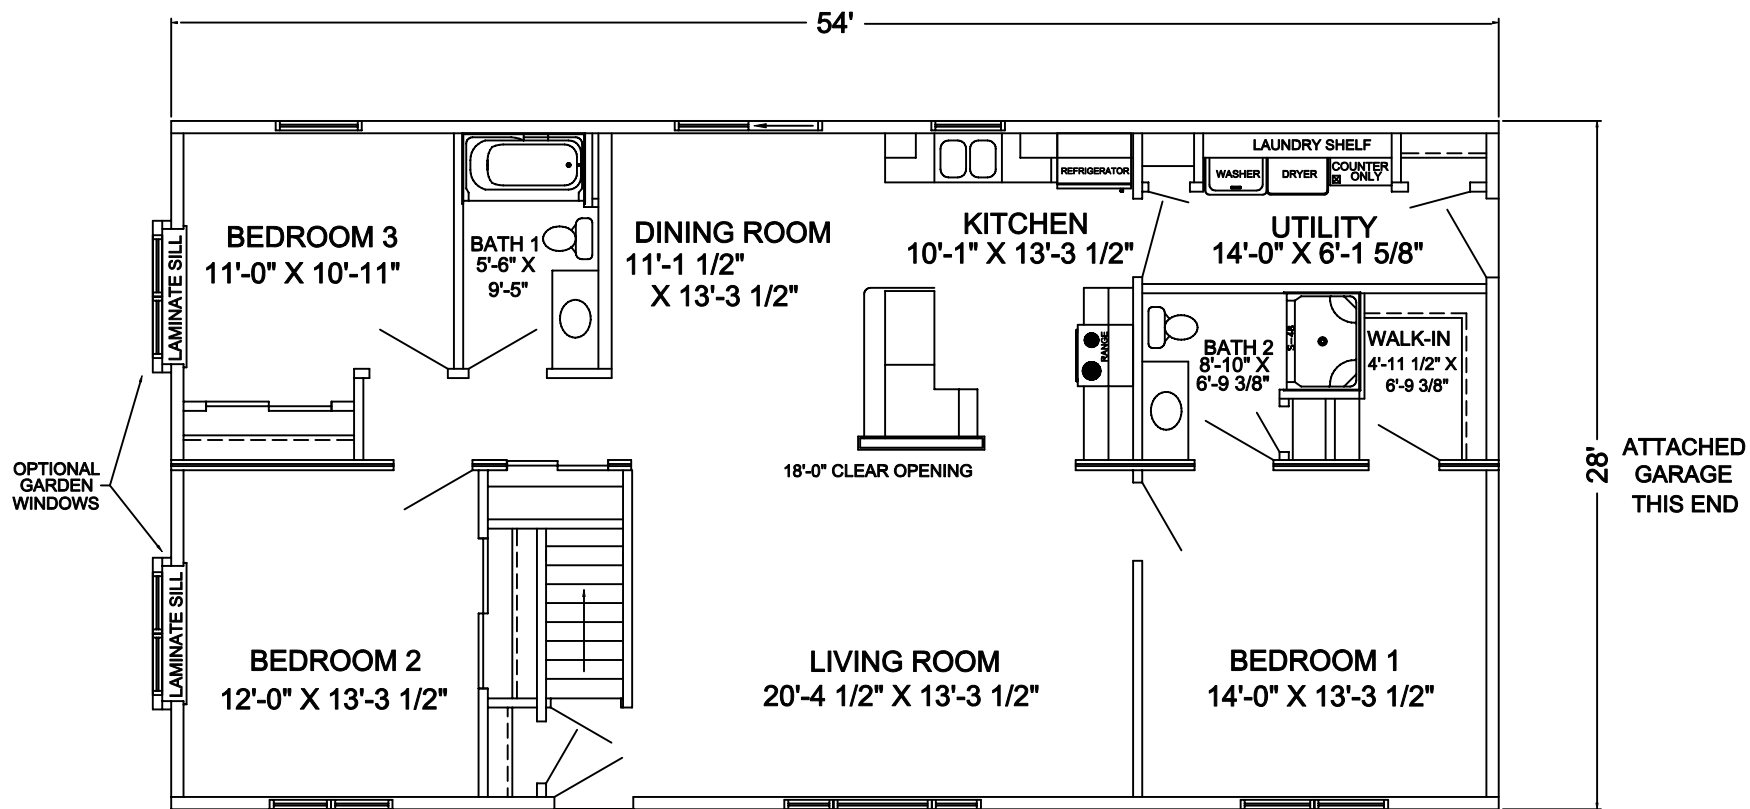 54'
LAUNDRY SHELF
REFRIGERATOR
WASHER
DRYER
COUNTER
ONLY
BEDROOM 3
11'-0" X 10'-11"
LAMINATE SILL
BATH 1
5'-6" X
9'-5"
DINING ROOM
11'-1 1/2"
X 13'-3 1/2"
KITCHEN
10'-1" X 13'-3 1/2"
UTILITY
14'-0" X 6'-1 5/8"
RANGE
BATH 2
8'-10" X
6'-9 3/8"
S-48
WALK-IN
4'-11 1/2" X
6'-9 3/8"
OPTIONAL
GARDEN
WINDOWS
18'-0" CLEAR OPENING
28'
ATTACHED
GARAGE
THIS END
LAMINATE SILL
BEDROOM 2
12'-0" X 13'-3 1/2"
LIVING ROOM
20'-4 1/2" X 13'-3 1/2"
BEDROOM 1
14'-0" X 13'-3 1/2"